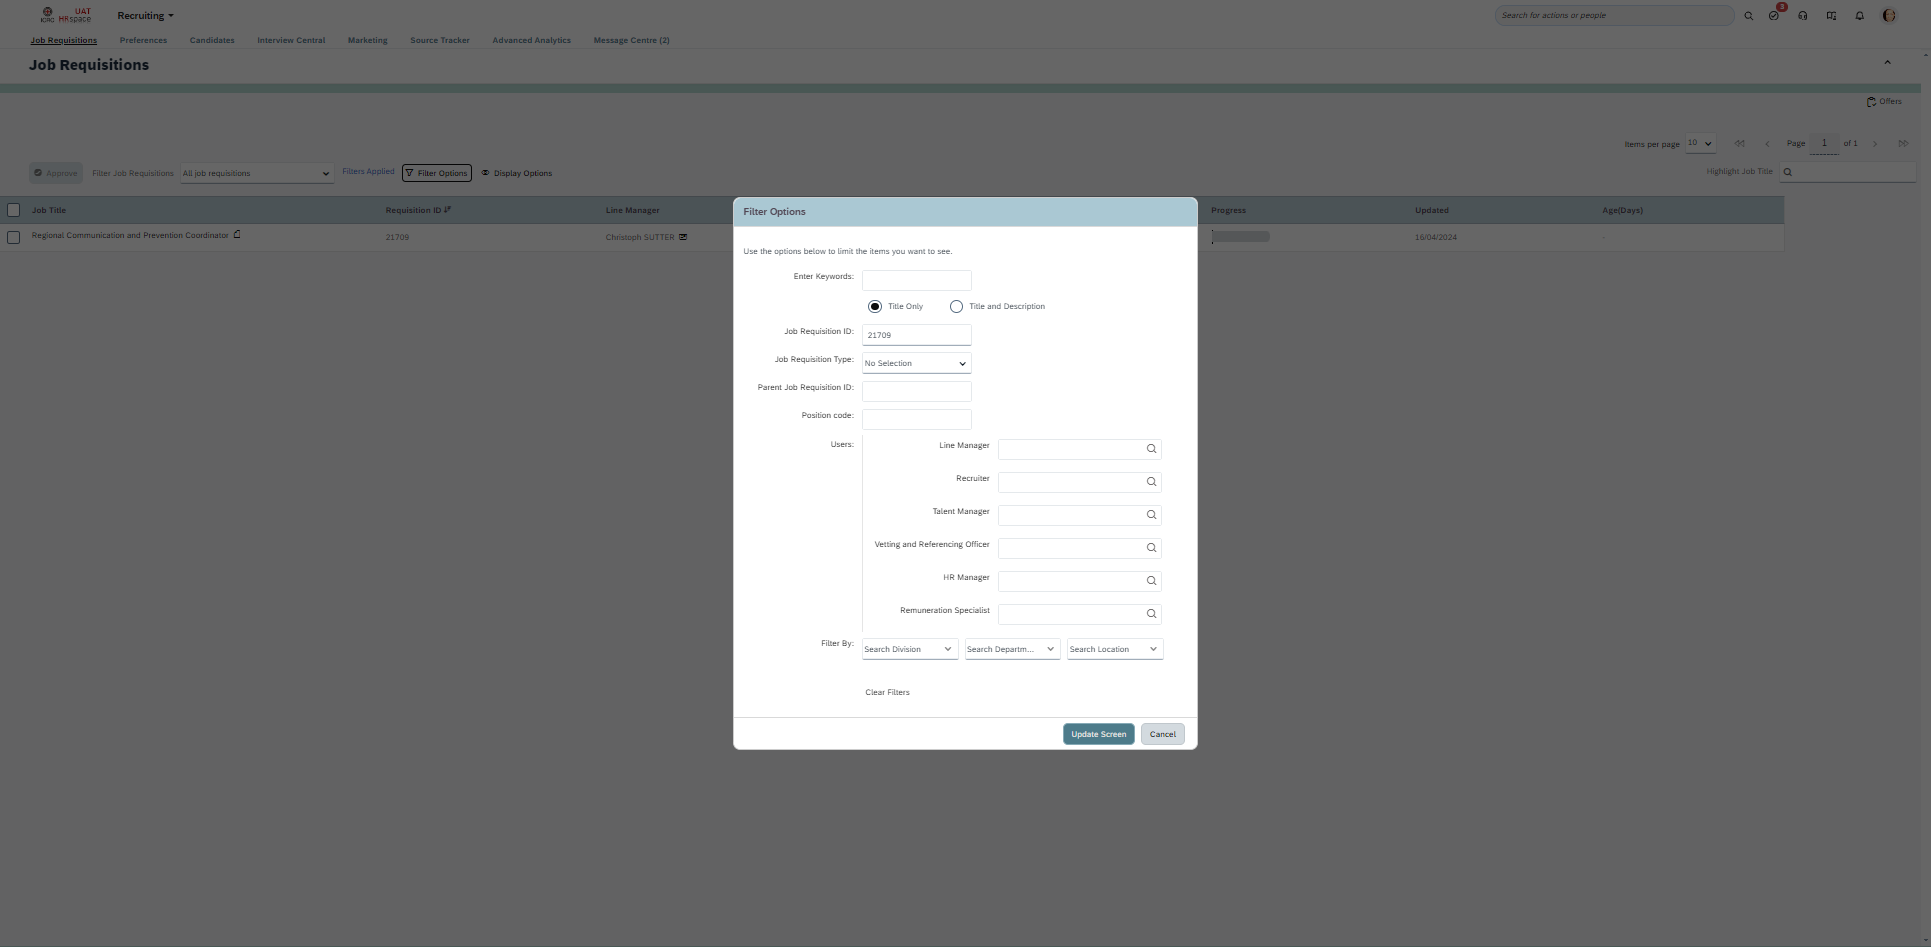 ICRC UAT HRspace Recruiting Search for actions or people 3
Job Requisitions Preferences Candidates Interview Central Marketing Source Tracker Advanced Analytics Message Centre (2)
Job Requisitions
Offers
Items per page 10 Page 1 of 1
Approve Filter Job Requisitions All job requisitions Filters Applied Filter Options Display Options Highlight Job Title:
Job Title Requisition ID Line Manager Progress Updated Age(Days)
Regional Communication and Prevention Coordinator 21709 Christoph SUTTER 16/04/2024 -
Filter Options
Use the options below to limit the items you want to see.
Enter Keywords:
Title Only Title and Description
Job Requisition ID: 21709
Job Requisition Type: No Selection
Parent Job Requisition ID:
Position code:
Users: Line Manager
Recruiter
Talent Manager
Vetting and Referencing Officer
HR Manager
Remuneration Specialist
Filter By: Search Division Search Departm... Search Location
Clear Filters
Update Screen Cancel